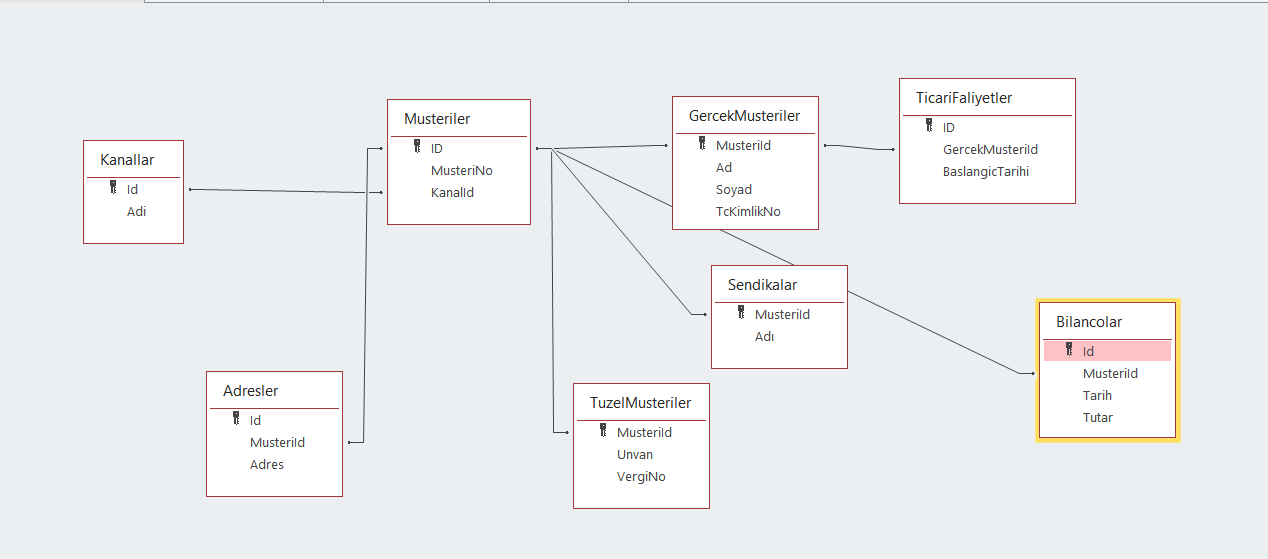 Kanallar
Id
Adi
Musteriler
ID
MusteriNo
KanalId
GercekMusteriler
MusteriId
Ad
Soyad
TcKimlikNo
TicariFaliyetler
ID
GercekMusteriId
BaslangicTarihi
Sendikalar
MusteriId
Adı
Bilancolar
Id
MusteriId
Tarih
Tutar
Adresler
Id
MusteriId
Adres
TuzelMusteriler
MusteriId
Unvan
VergiNo